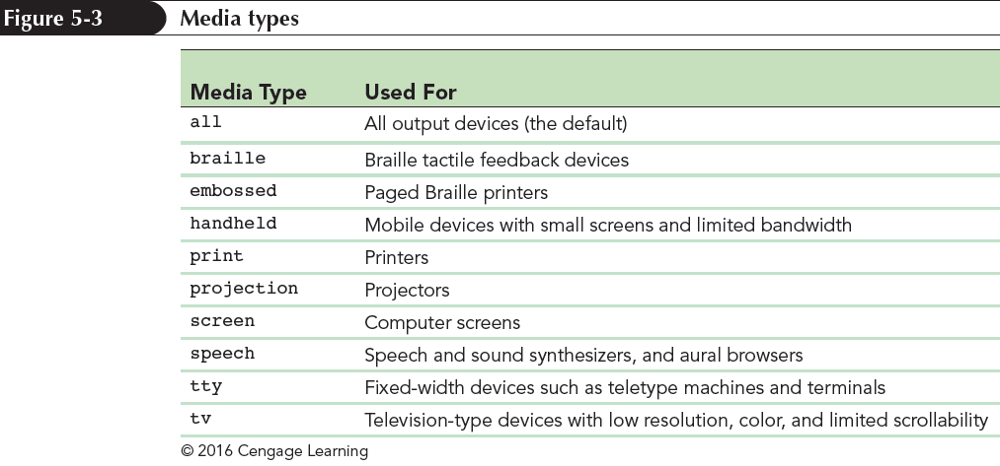 Figure 5-3 Media types
Media Type Used For
all All output devices (the default)
braille Braille tactile feedback devices
embossed Paged Braille printers
handheld Mobile devices with small screens and limited bandwidth
print Printers
projection Projectors
screen Computer screens
speech Speech and sound synthesizers, and aural browsers
tty Fixed-width devices such as teletype machines and terminals
tv Television-type devices with low resolution, color, and limited scrollability
© 2016 Cengage Learning